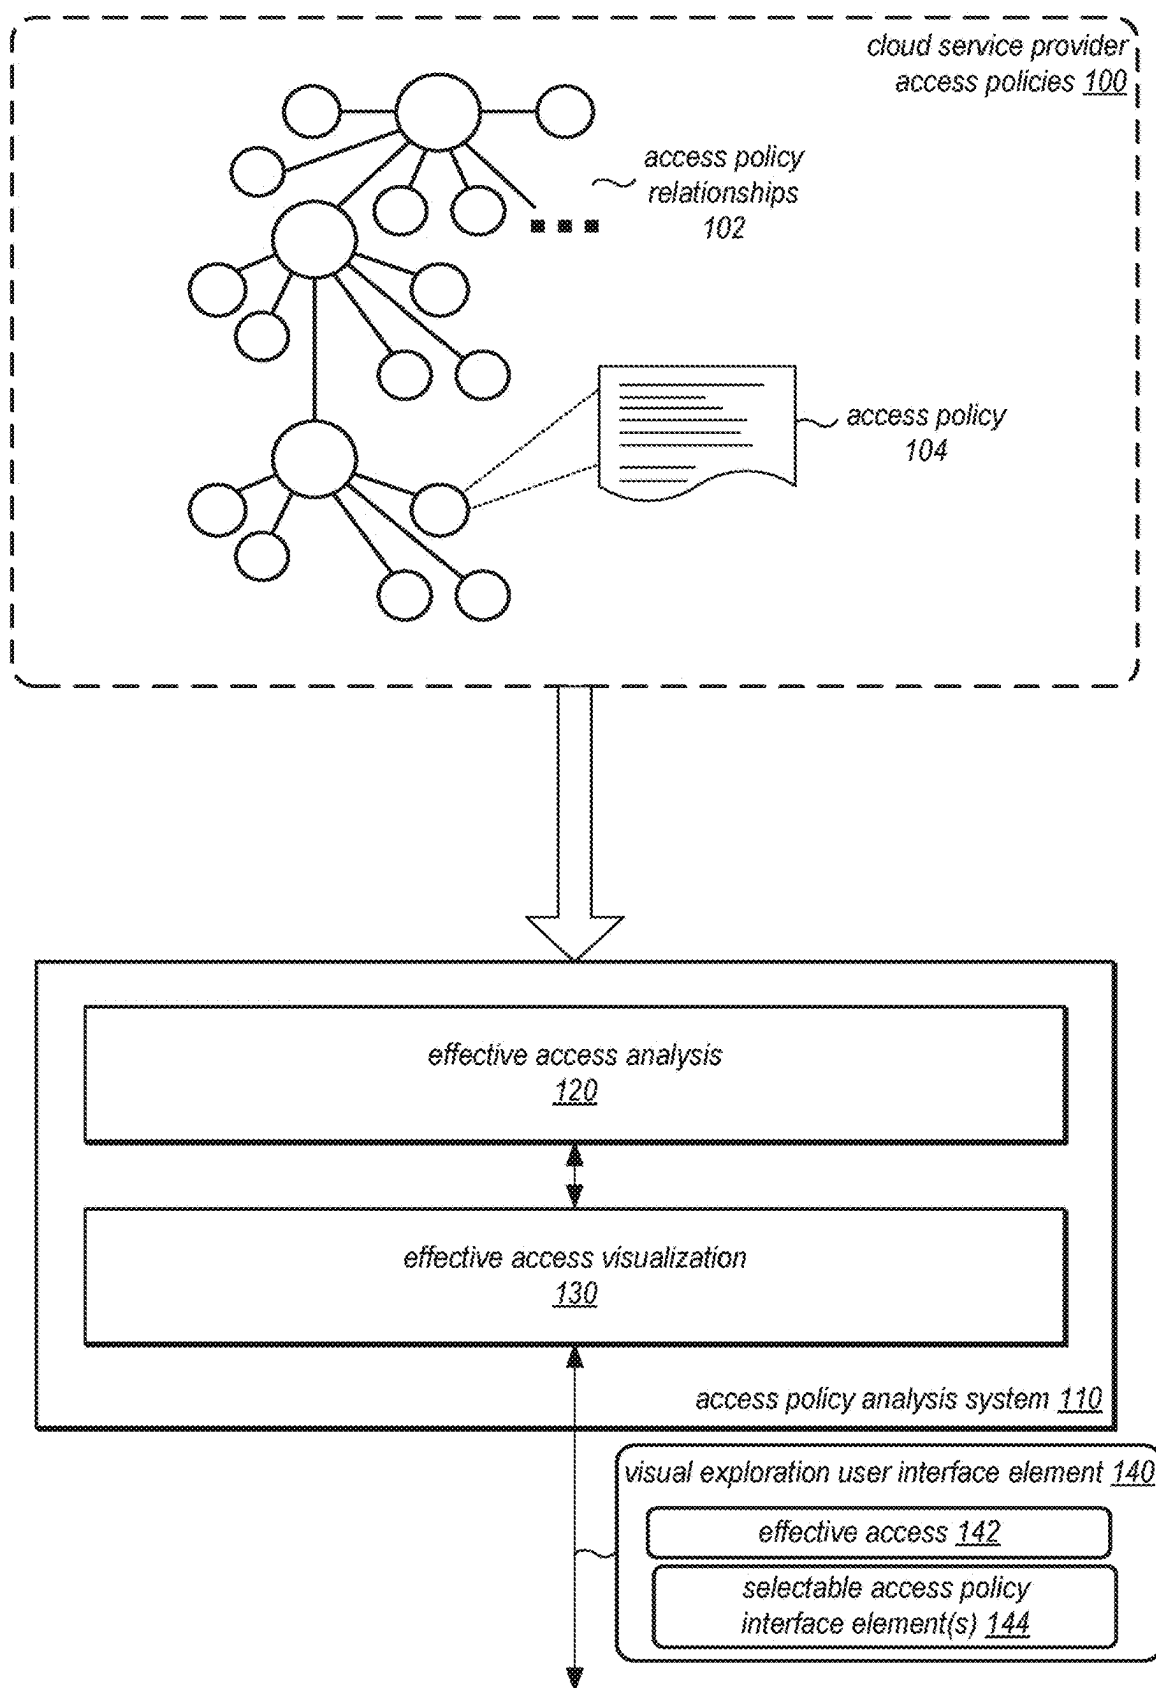 cloud service provider
access policies 100
access policy
relationships
102
access policy
104
effective access analysis
120
effective access visualization
130
access policy analysis system 110
visual exploration user interface element 140
effective access 142
selectable access policy
interface element(s) 144